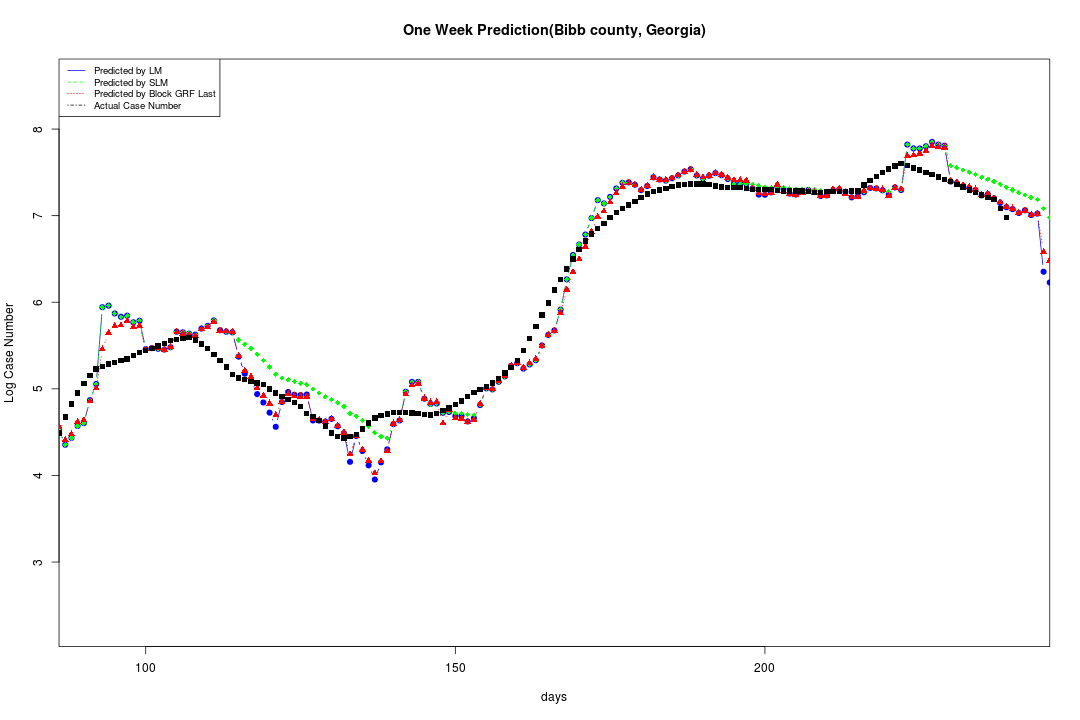 One Week Prediction(Bibb county, Georgia)
Predicted by LM
Predicted by SLM
Predicted by Block GRF Last
Actual Case Number
8
7
6
5
4
3
Log Case Number
100
150
200
days